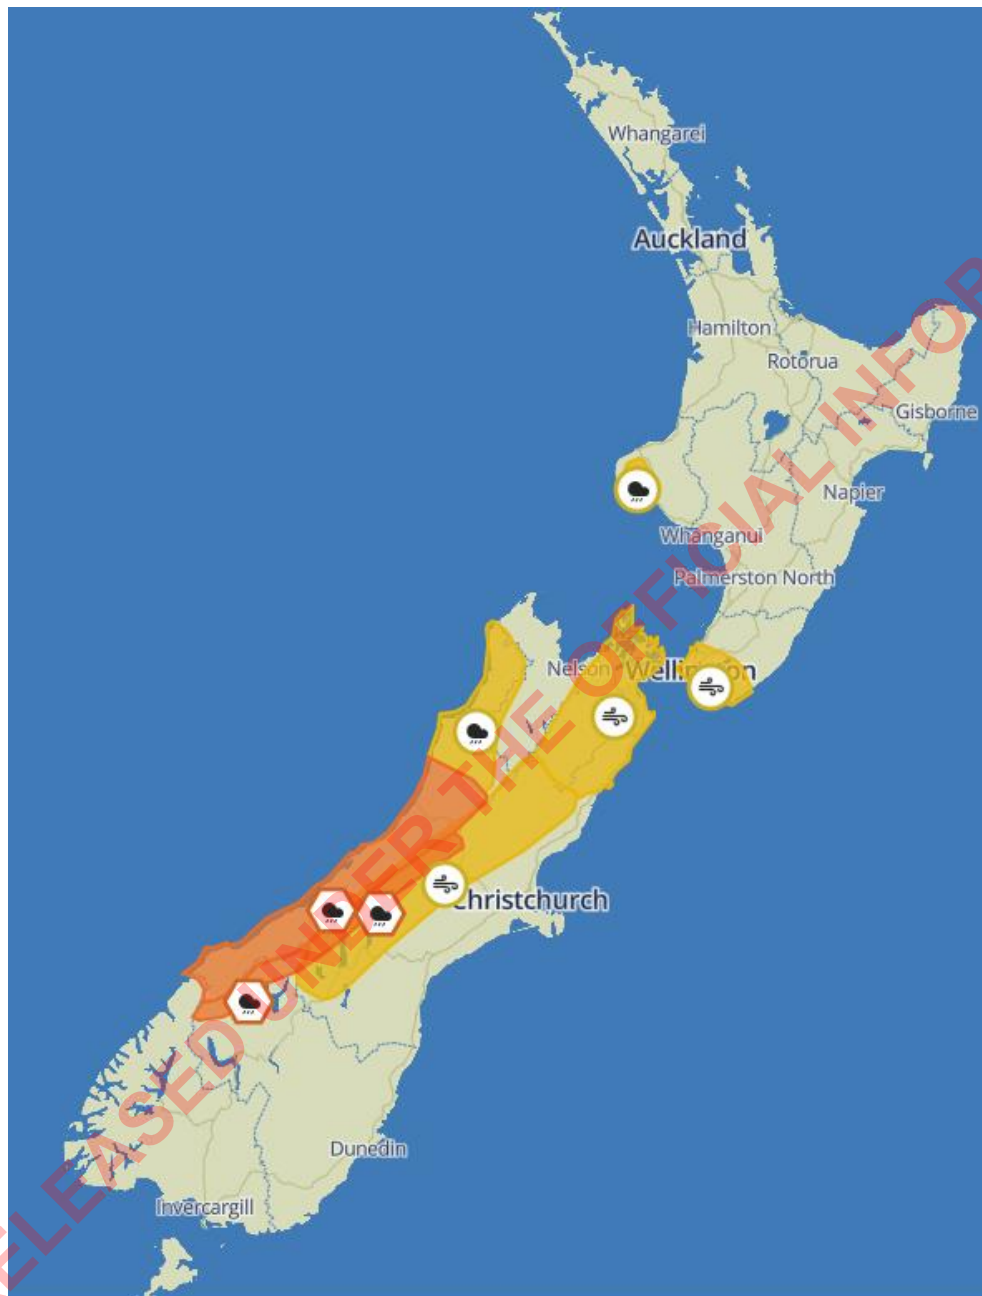 Whangarei
Auckland
Hamilton
Rotorua
Gisborne
Napier
Whanganui
Palmerston North
Nelson
Wellington
Christchurch
Dunedin
Invercargill
RELEASED UNDER THE OFFICIAL INFOR